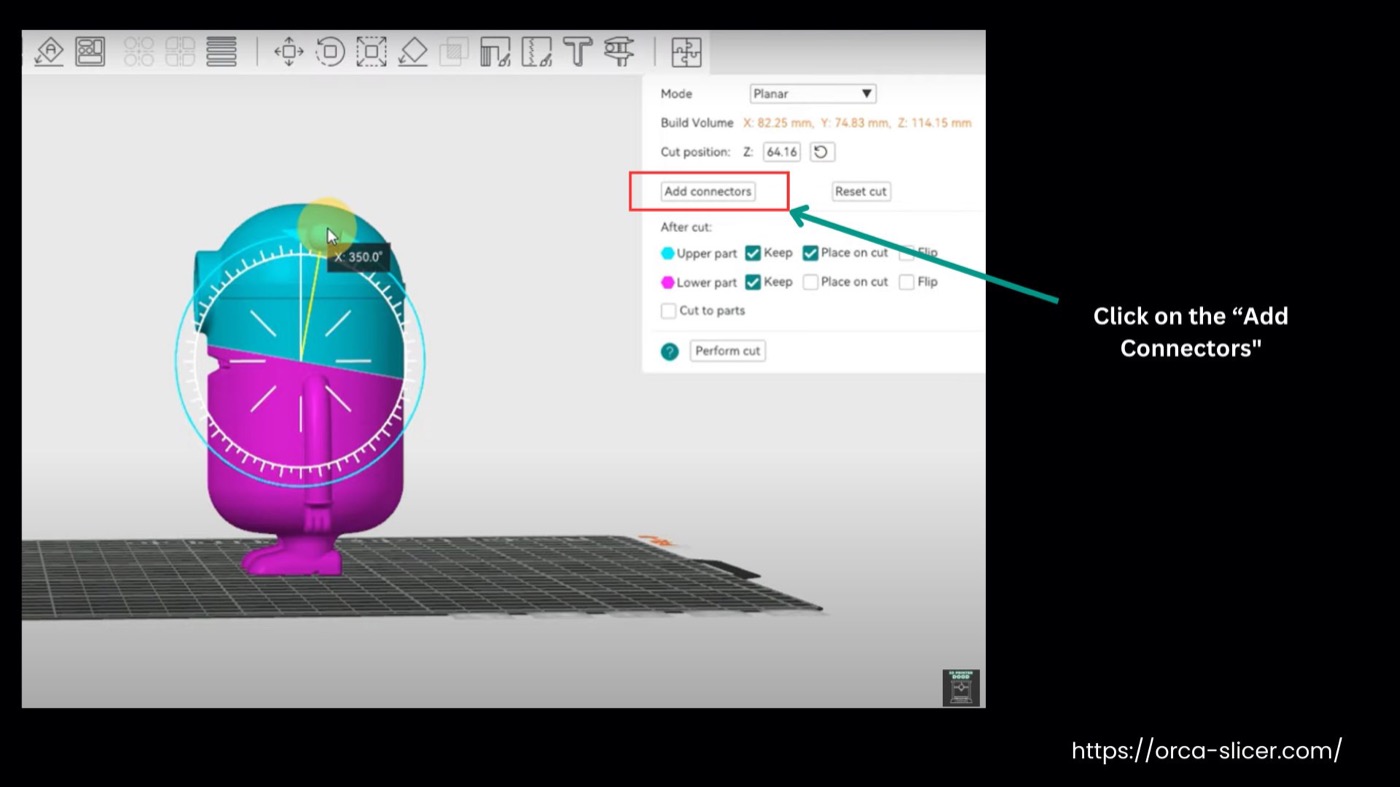 Mode Planar
Build Volume X: 82.25 mm, Y: 74.83 mm, Z: 114.15 mm
Cut position: Z: 64.16
Add connectors Reset cut
After cut:
Upper part Keep Place on cut Flip
Lower part Keep Place on cut Flip
Cut to parts
? Perform cut
X: 350.0°
Click on the “Add
Connectors"
https://orca-slicer.com/